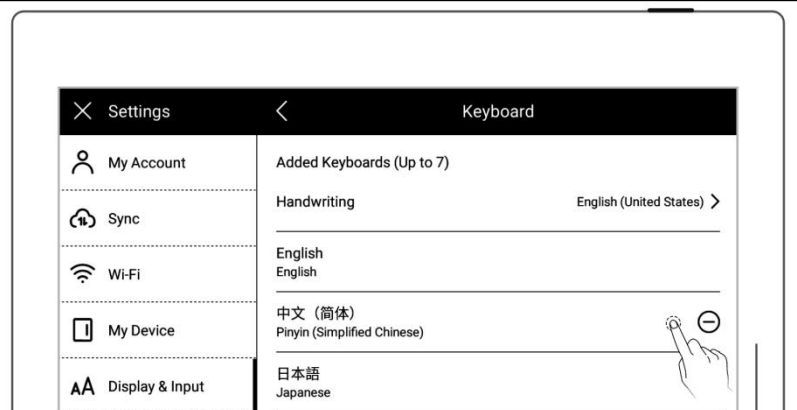 Settings
Keyboard
My Account
Sync
Wi-Fi
My Device
AA Display & Input
Added Keyboards (Up to 7)
Handwriting English (United States)
English
English
中文（简体）
Pinyin (Simplified Chinese)
日本語
Japanese